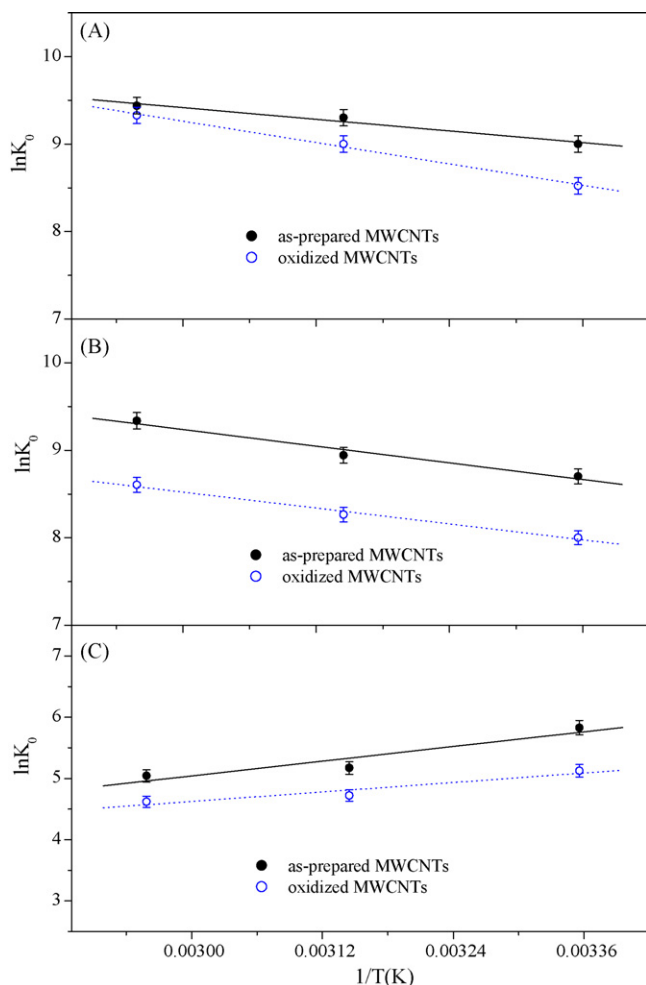 (A)
10
9
8
7
lnK₀
as-prepared MWCNTs
oxidized MWCNTs
(B)
10
9
8
7
lnK₀
as-prepared MWCNTs
oxidized MWCNTs
(C)
7
6
5
4
3
lnK₀
as-prepared MWCNTs
oxidized MWCNTs
0.00300 0.00312 0.00324 0.00336
1/T(K)